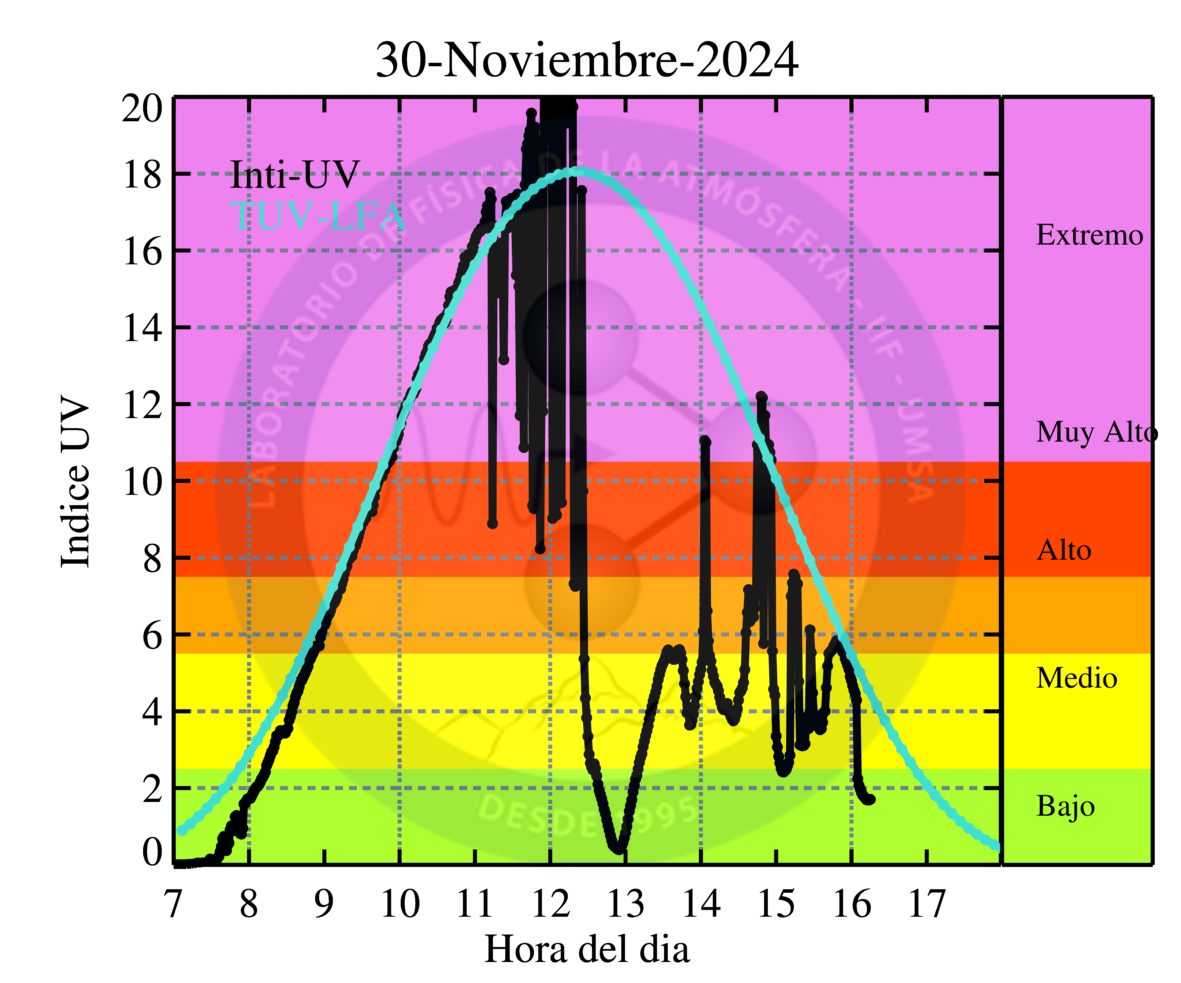 30-Noviembre-2024
20
18
16
14
12
10
8
6
4
2
0
Indice UV
Inti-UV
TUV-LFA
LABORATORIO DE FÍSICA DE LA ATMÓSFERA - IIF - UMSA
DESDE 1995
Extremo
Muy Alto
Alto
Medio
Bajo
7 8 9 10 11 12 13 14 15 16 17
Hora del dia